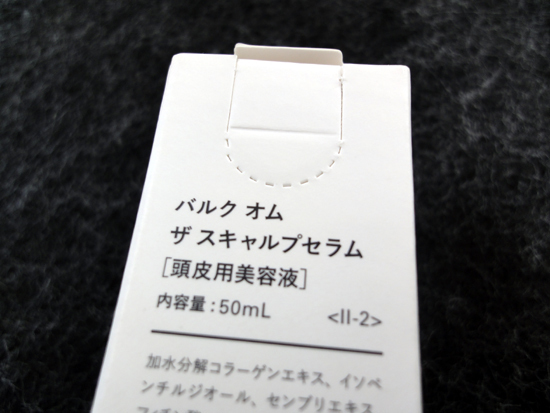 バルク オム
ザ スキャルプセラム
[頭皮用美容液]
内容量：50mL <II-2>
加水分解コラーゲンエキス、イソペ
ンチルジオール、センブリエキス